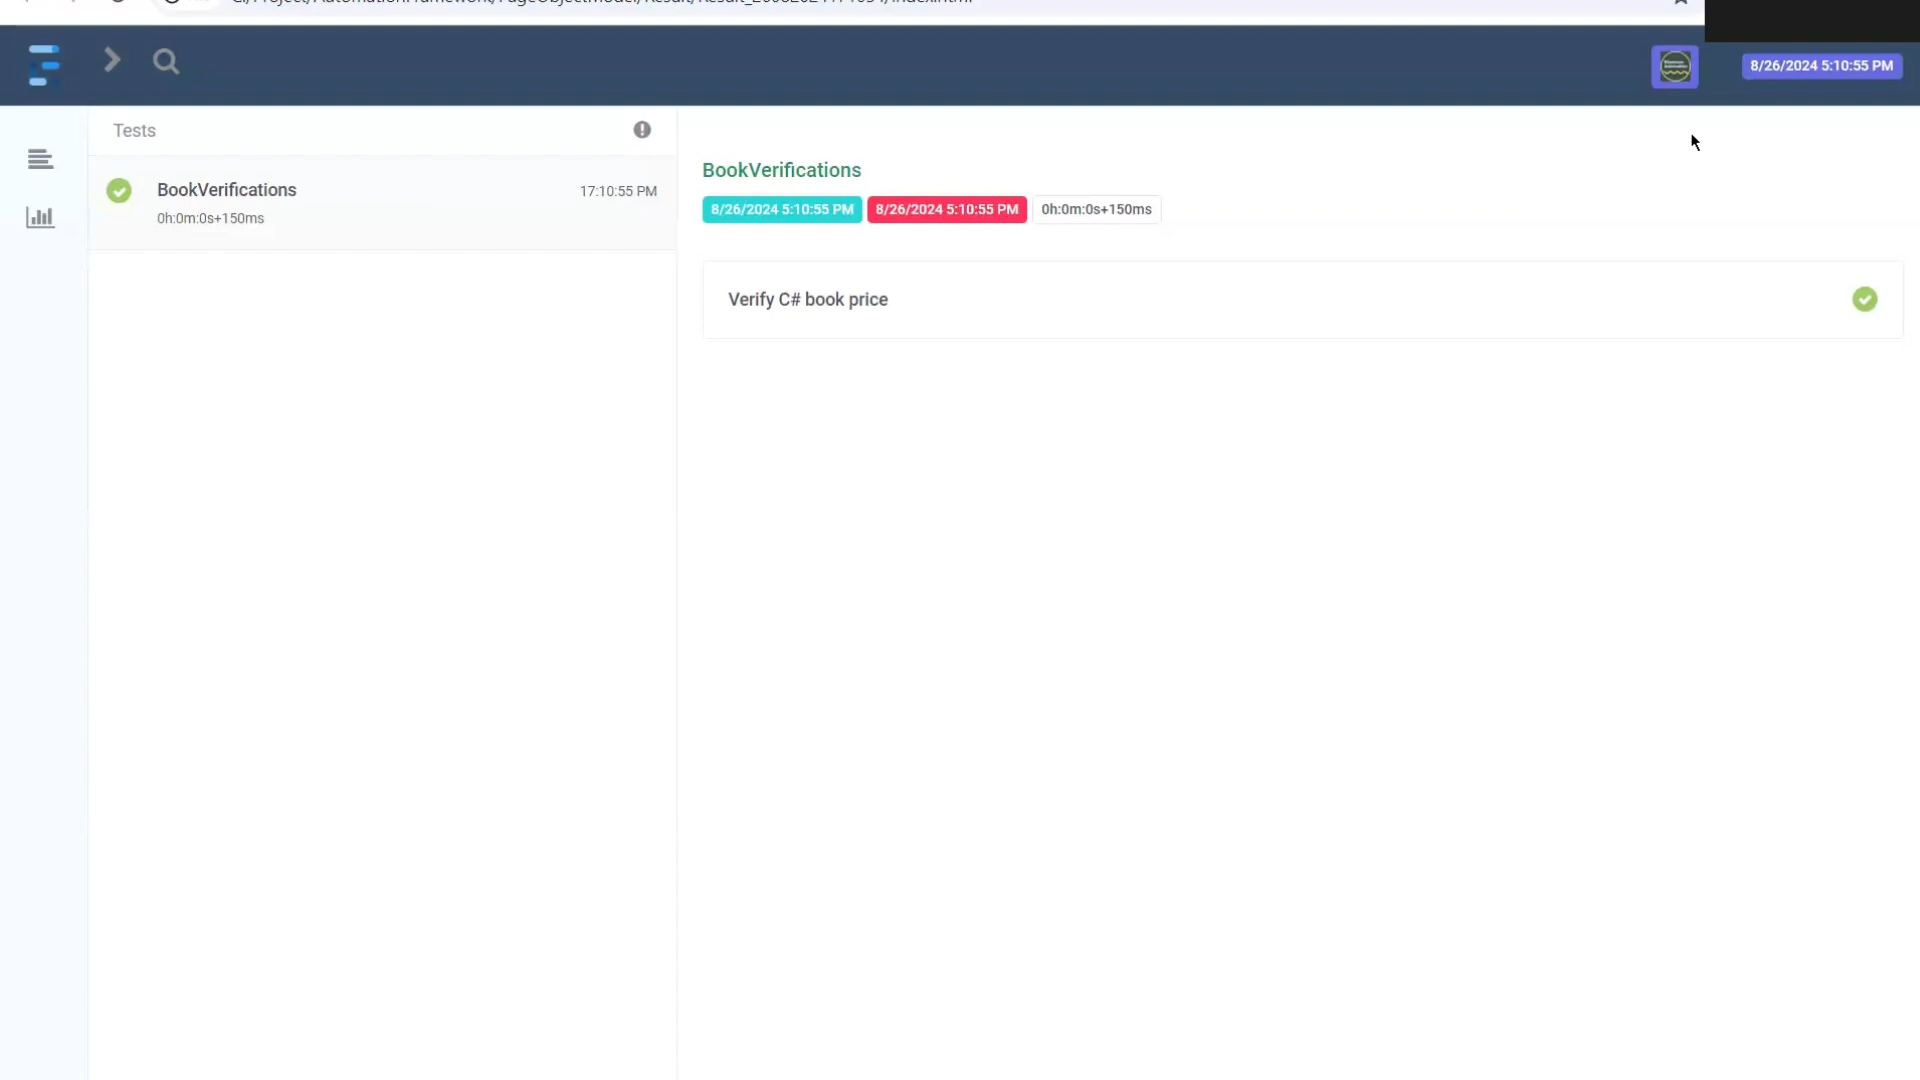 Tests
BookVerifications 17:10:55 PM
0h:0m:0s+150ms
8/26/2024 5:10:55 PM
BookVerifications
8/26/2024 5:10:55 PM 8/26/2024 5:10:55 PM 0h:0m:0s+150ms
Verify C# book price